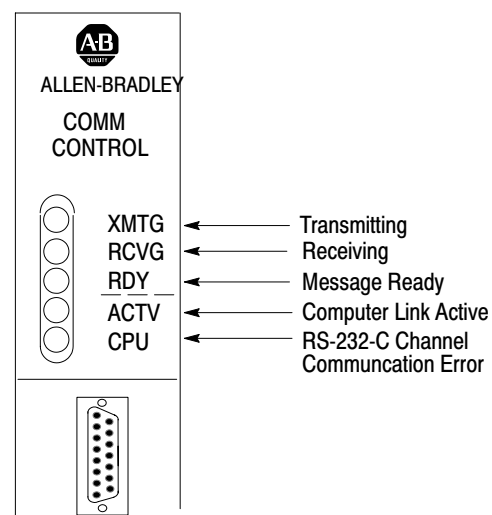 A·B
QUALITY
ALLEN-BRADLEY
COMM
CONTROL
XMTG Transmitting
RCVG Receiving
RDY Message Ready
ACTV Computer Link Active
CPU RS-232-C Channel
Communcation Error